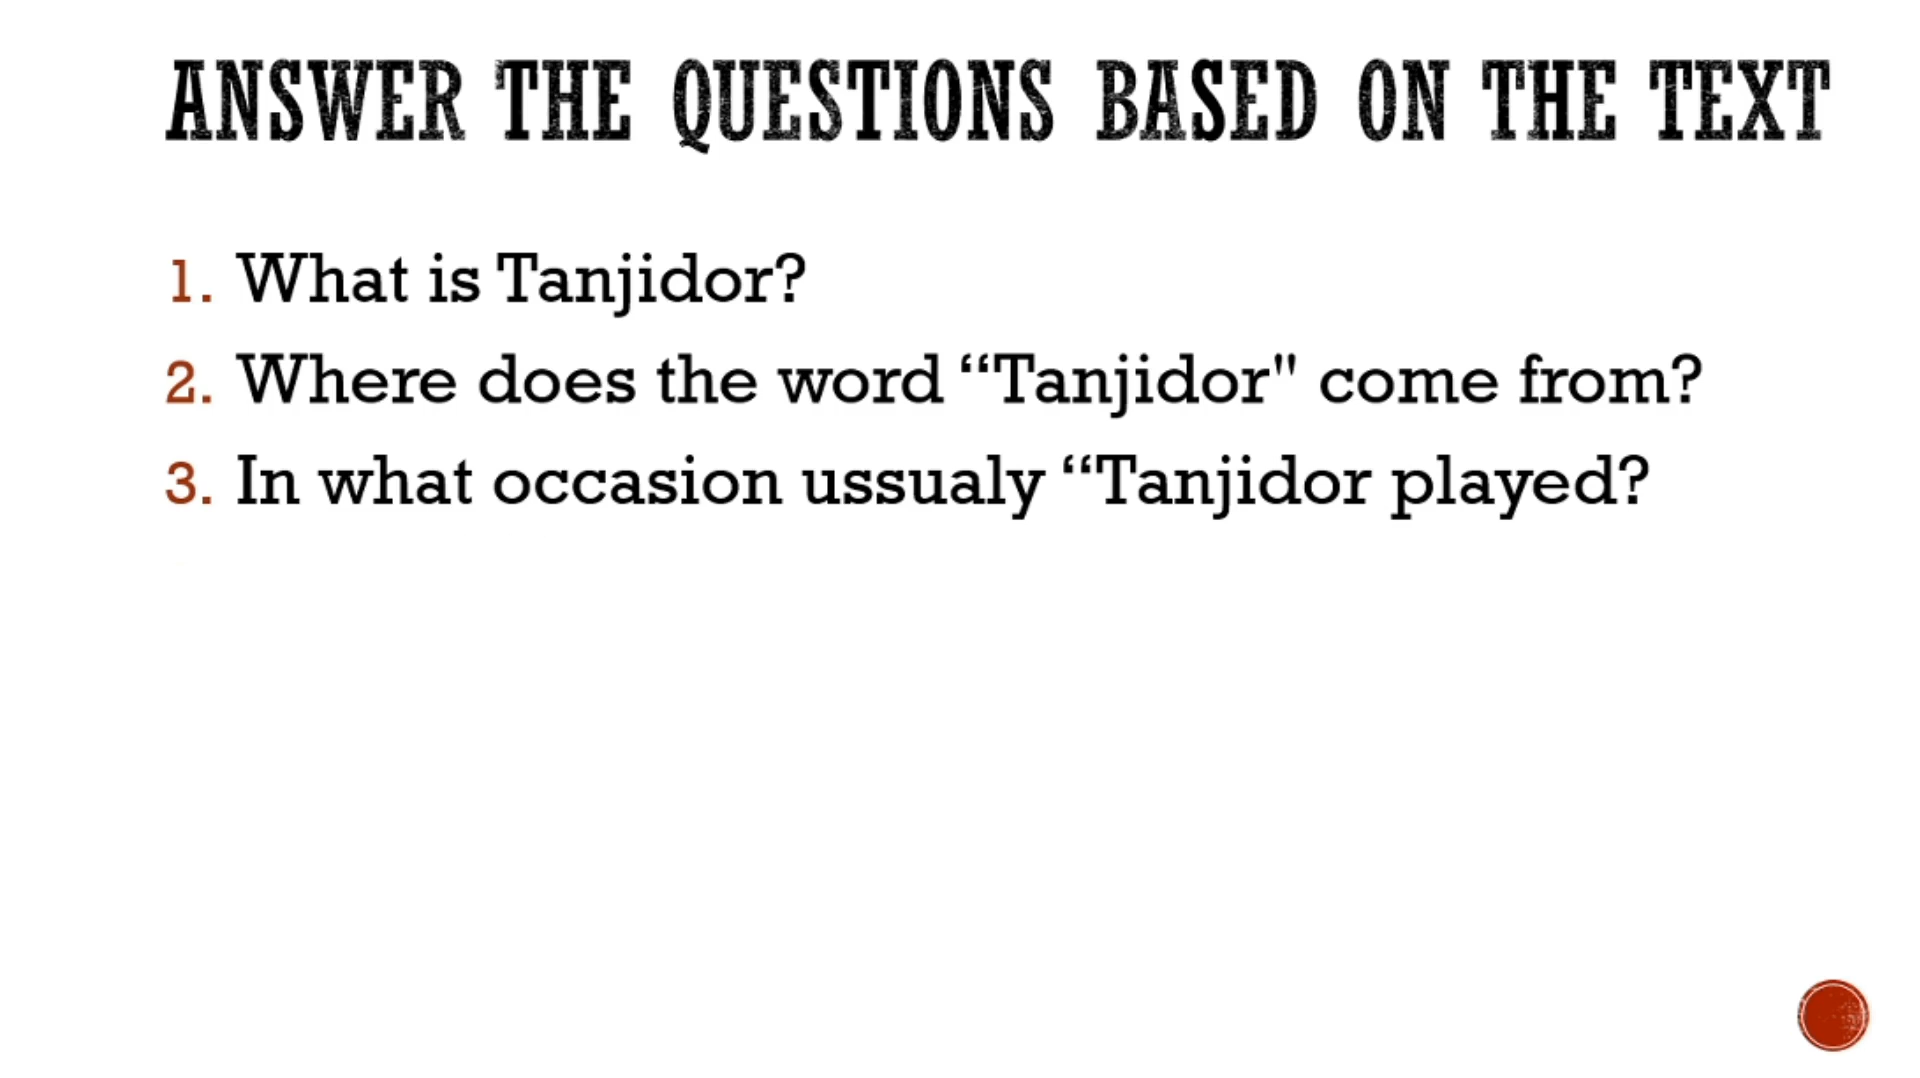 ANSWER THE QUESTIONS BASED ON THE TEXT
1. What is Tanjidor?
2. Where does the word “Tanjidor" come from?
3. In what occasion ussualy “Tanjidor played?